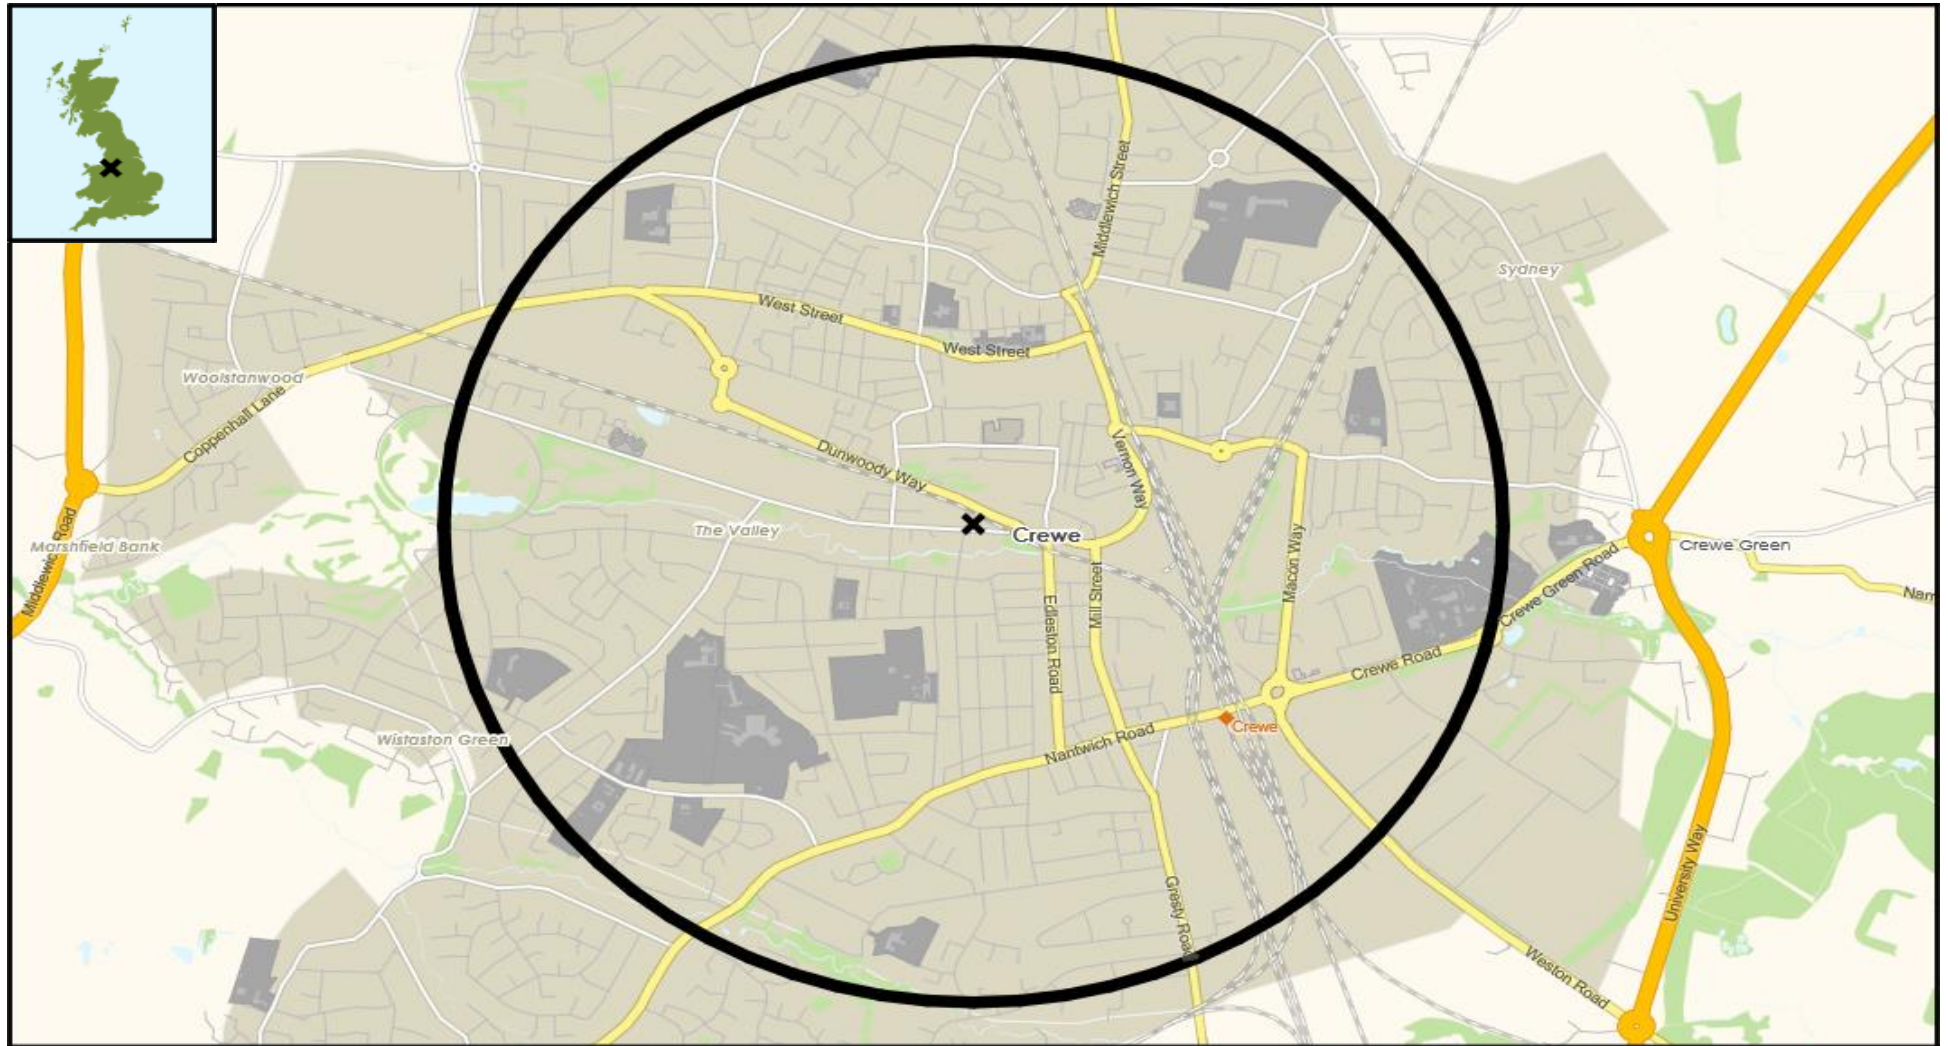 Middlewich Street
Sydney
West Street
West Street
Woolstanwood
Coppenhall Lane
Dunwoody Way
Vernon Way
The Valley
Crewe
Marshfield Bank
Middlewich Road
Macon Way
Mill Street
Edleston Road
Crewe Green Road
Crewe Green
Crewe Road
Wistaston Green
Nantwich Road
Crewe
Gresty Road
University Way
Weston Road